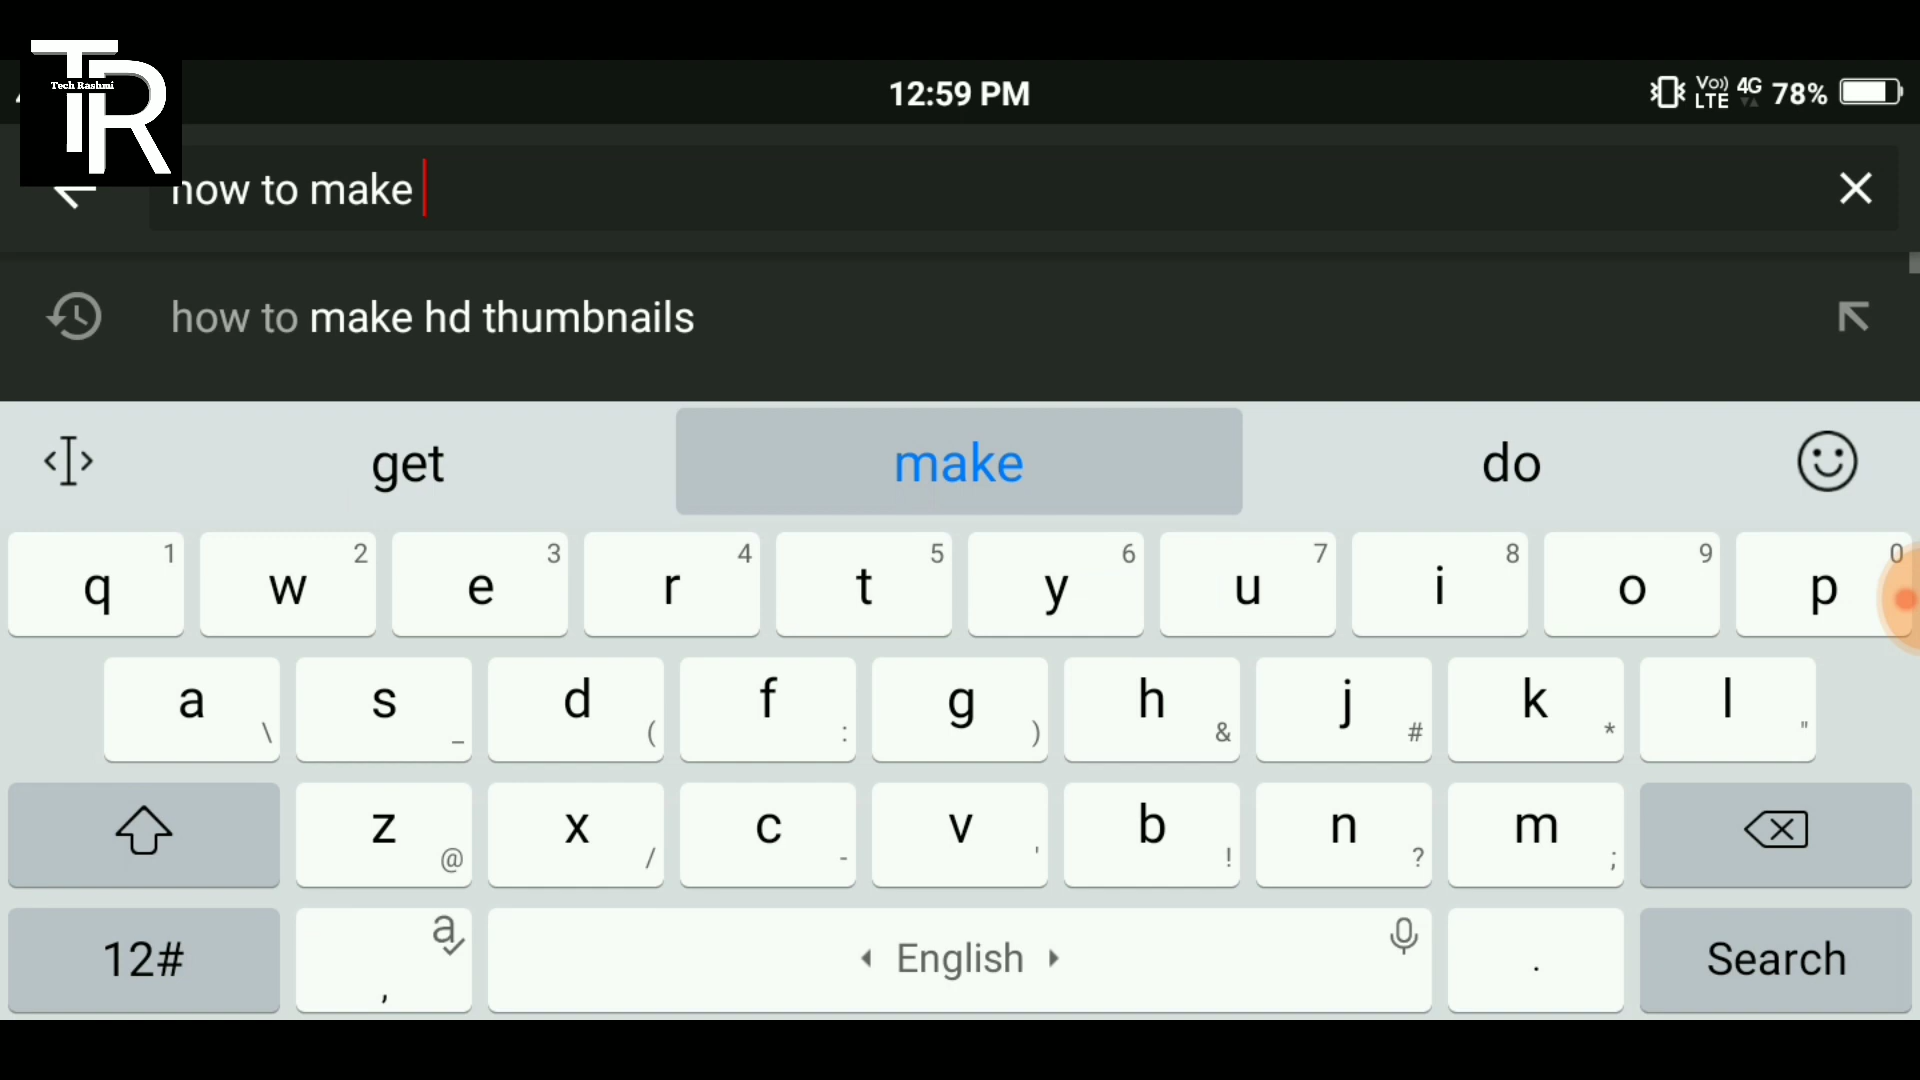 TR
Tech Rashmi
12:59 PM
Vo)) LTE 4G 78%
how to make
how to make hd thumbnails
get make do
1 2 3 4 5 6 7 8 9 0
q w e r t y u i o p
a s d f g h j k l
\ _ ( : ) & # * "
z x c v b n m
@ / - ' ! ? ;
12# , a English . Search